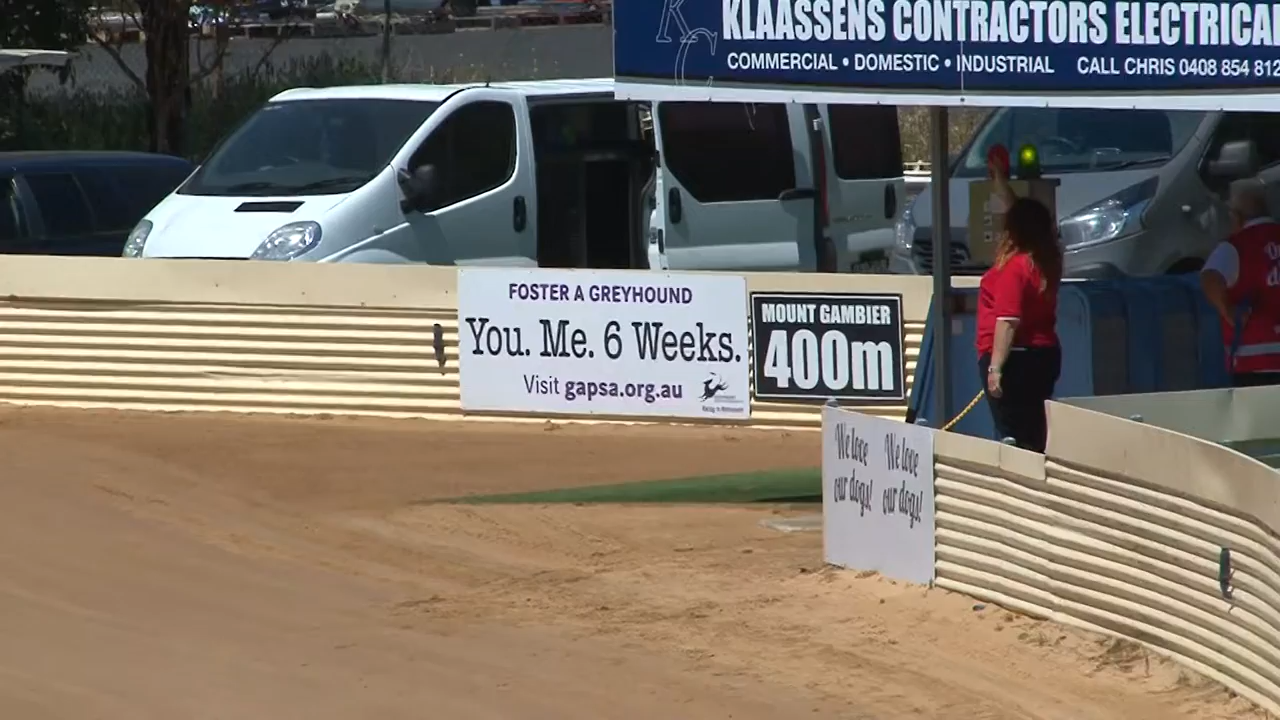 KC
KLAASSENS CONTRACTORS ELECTRICAL
COMMERCIAL • DOMESTIC • INDUSTRIAL CALL CHRIS 0408 854 812
FOSTER A GREYHOUND
You. Me. 6 Weeks.
Visit gapsa.org.au
MOUNT GAMBIER
400m
We love
our dogs!
We love
our dogs!